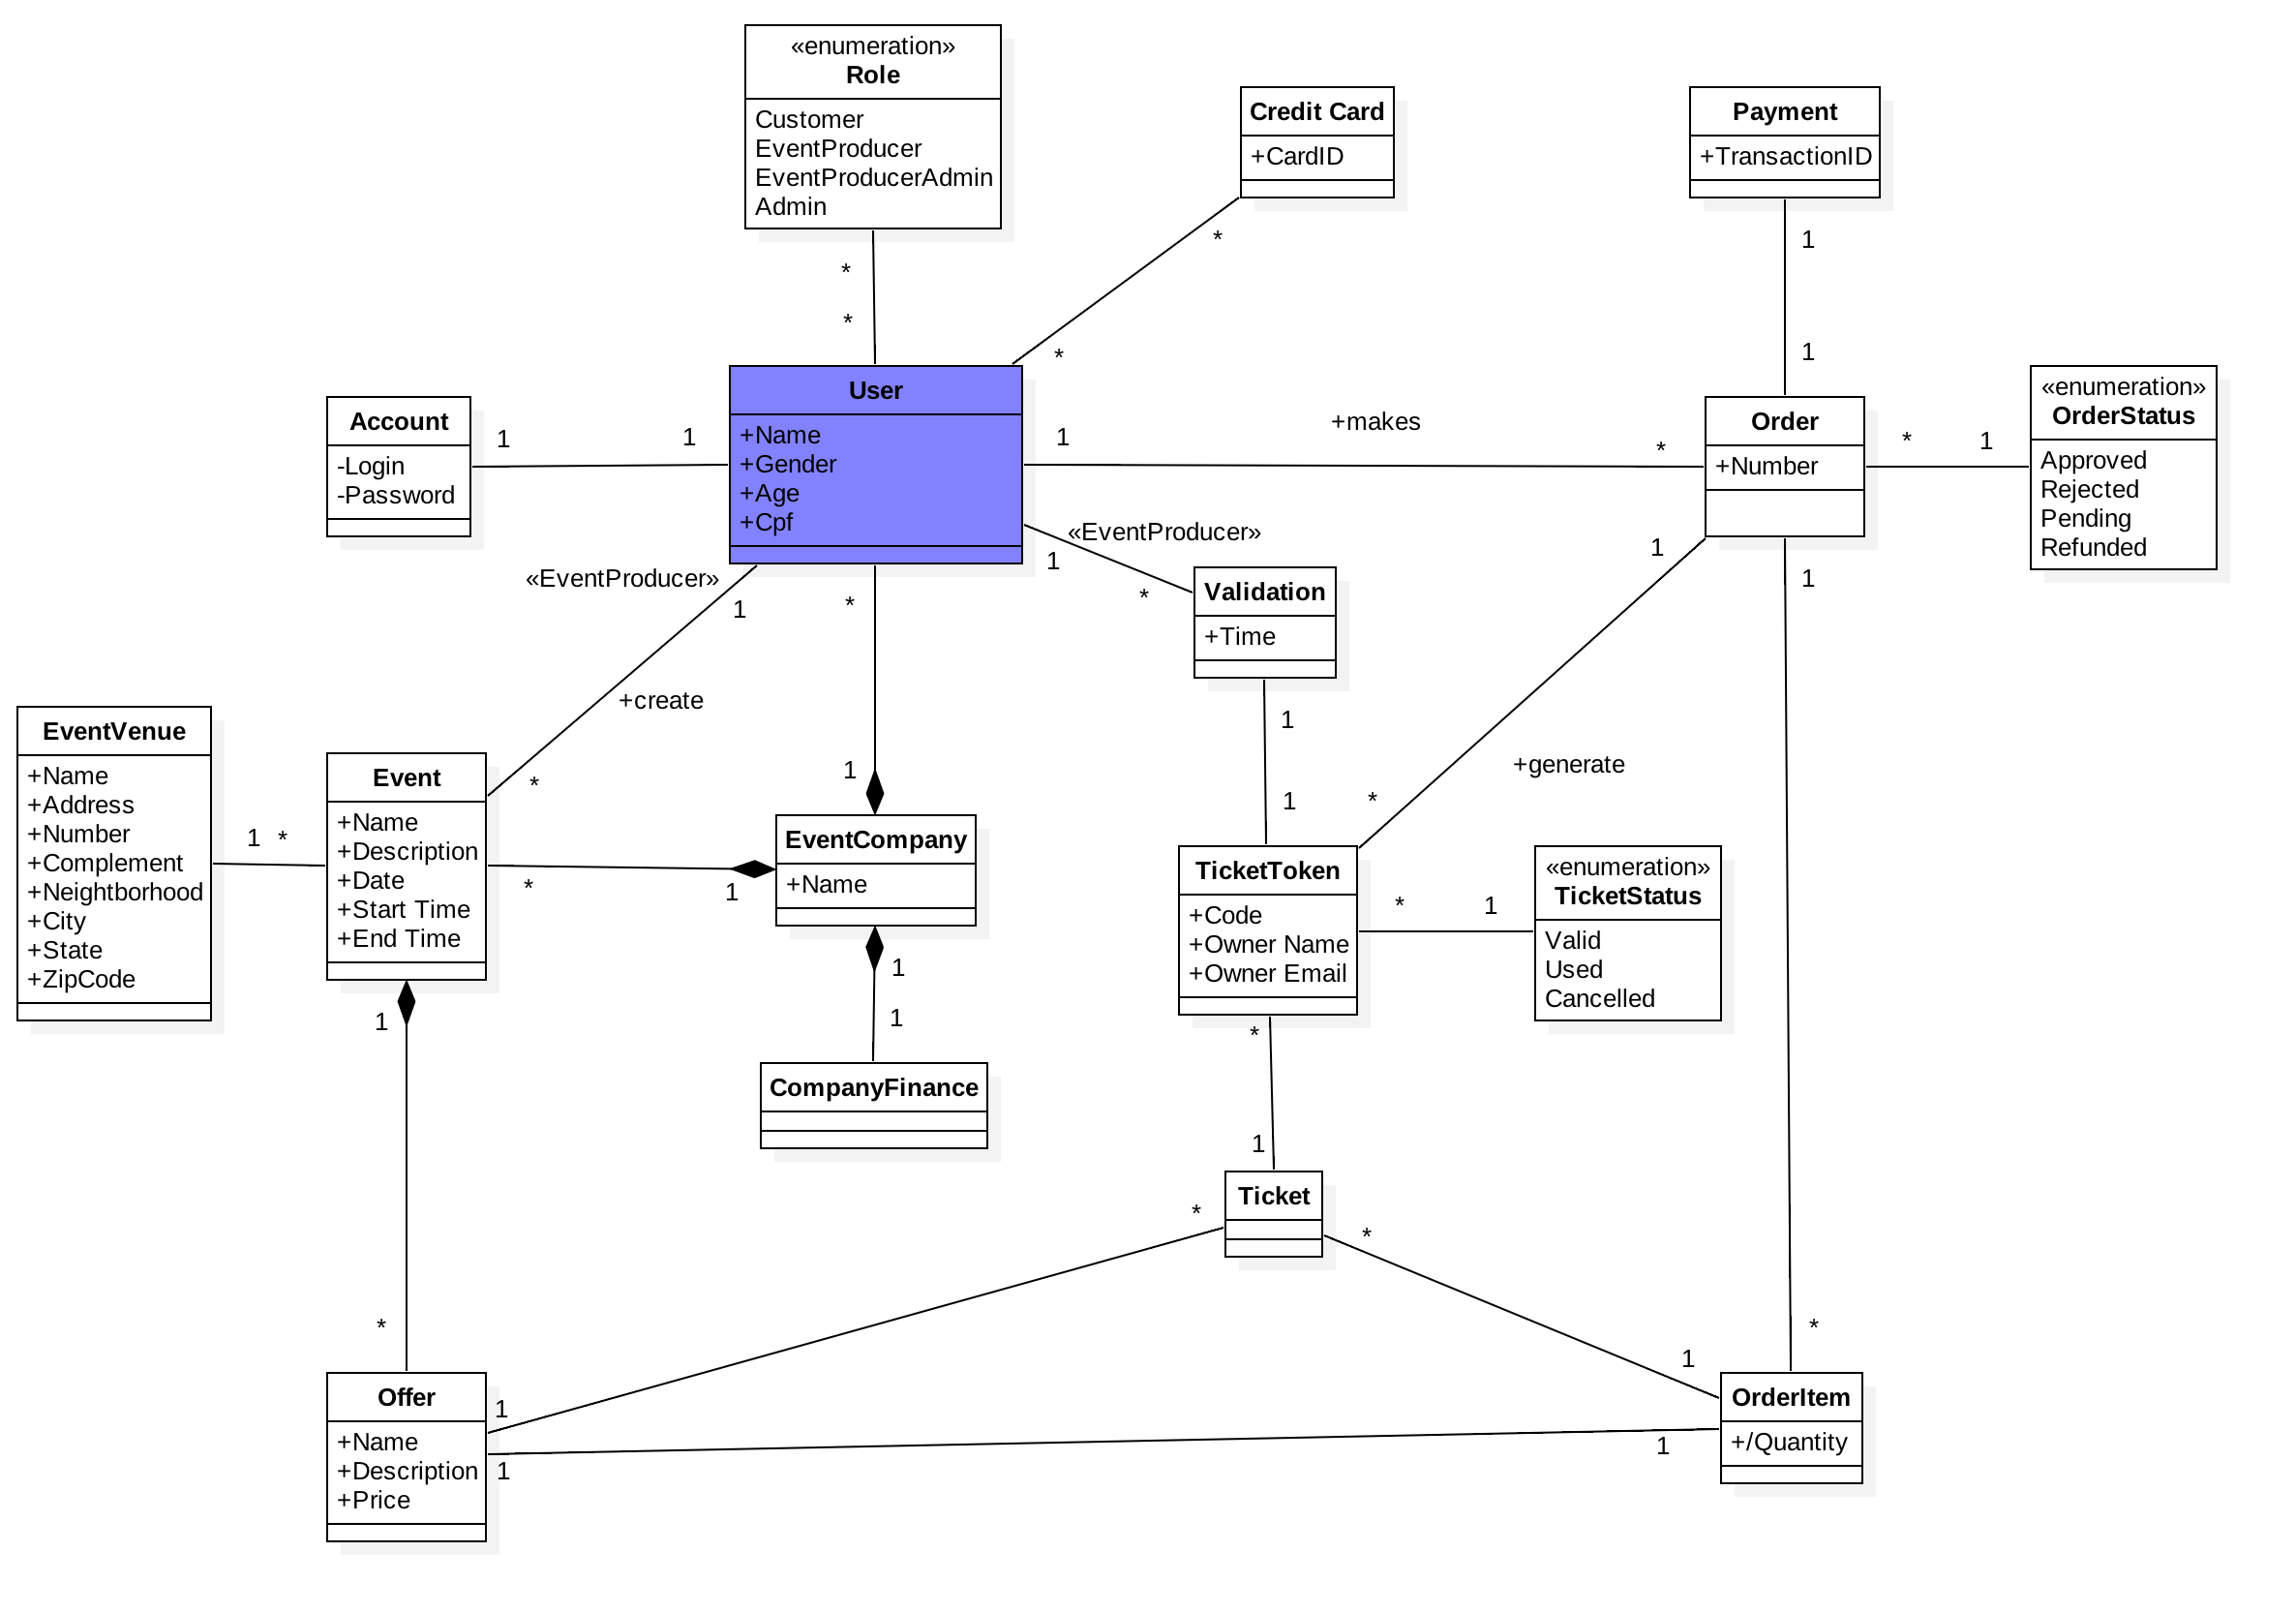 «enumeration»
Role
Customer
EventProducer
EventProducerAdmin
Admin
Credit Card
+CardID
Payment
+TransactionID
*
*
*
*
1
1
Account
-Login
-Password
1
1
User
+Name
+Gender
+Age
+Cpf
1
+makes
*
Order
+Number
*
1
«enumeration»
OrderStatus
Approved
Rejected
Pending
Refunded
«EventProducer»
1
*
«EventProducer»
1
+create
*
*
1
Validation
+Time
1
1
1
+generate
*
1
*
EventVenue
+Name
+Address
+Number
+Complement
+Neightborhood
+City
+State
+ZipCode
1
*
Event
+Name
+Description
+Date
+Start Time
+End Time
*
1
EventCompany
+Name
1
1
CompanyFinance
TicketToken
+Code
+Owner Name
+Owner Email
*
1
«enumeration»
TicketStatus
Valid
Used
Cancelled
*
1
Ticket
*
*
1
*
1
1
Offer
+Name
+Description
+Price
1
1
1
OrderItem
+/Quantity